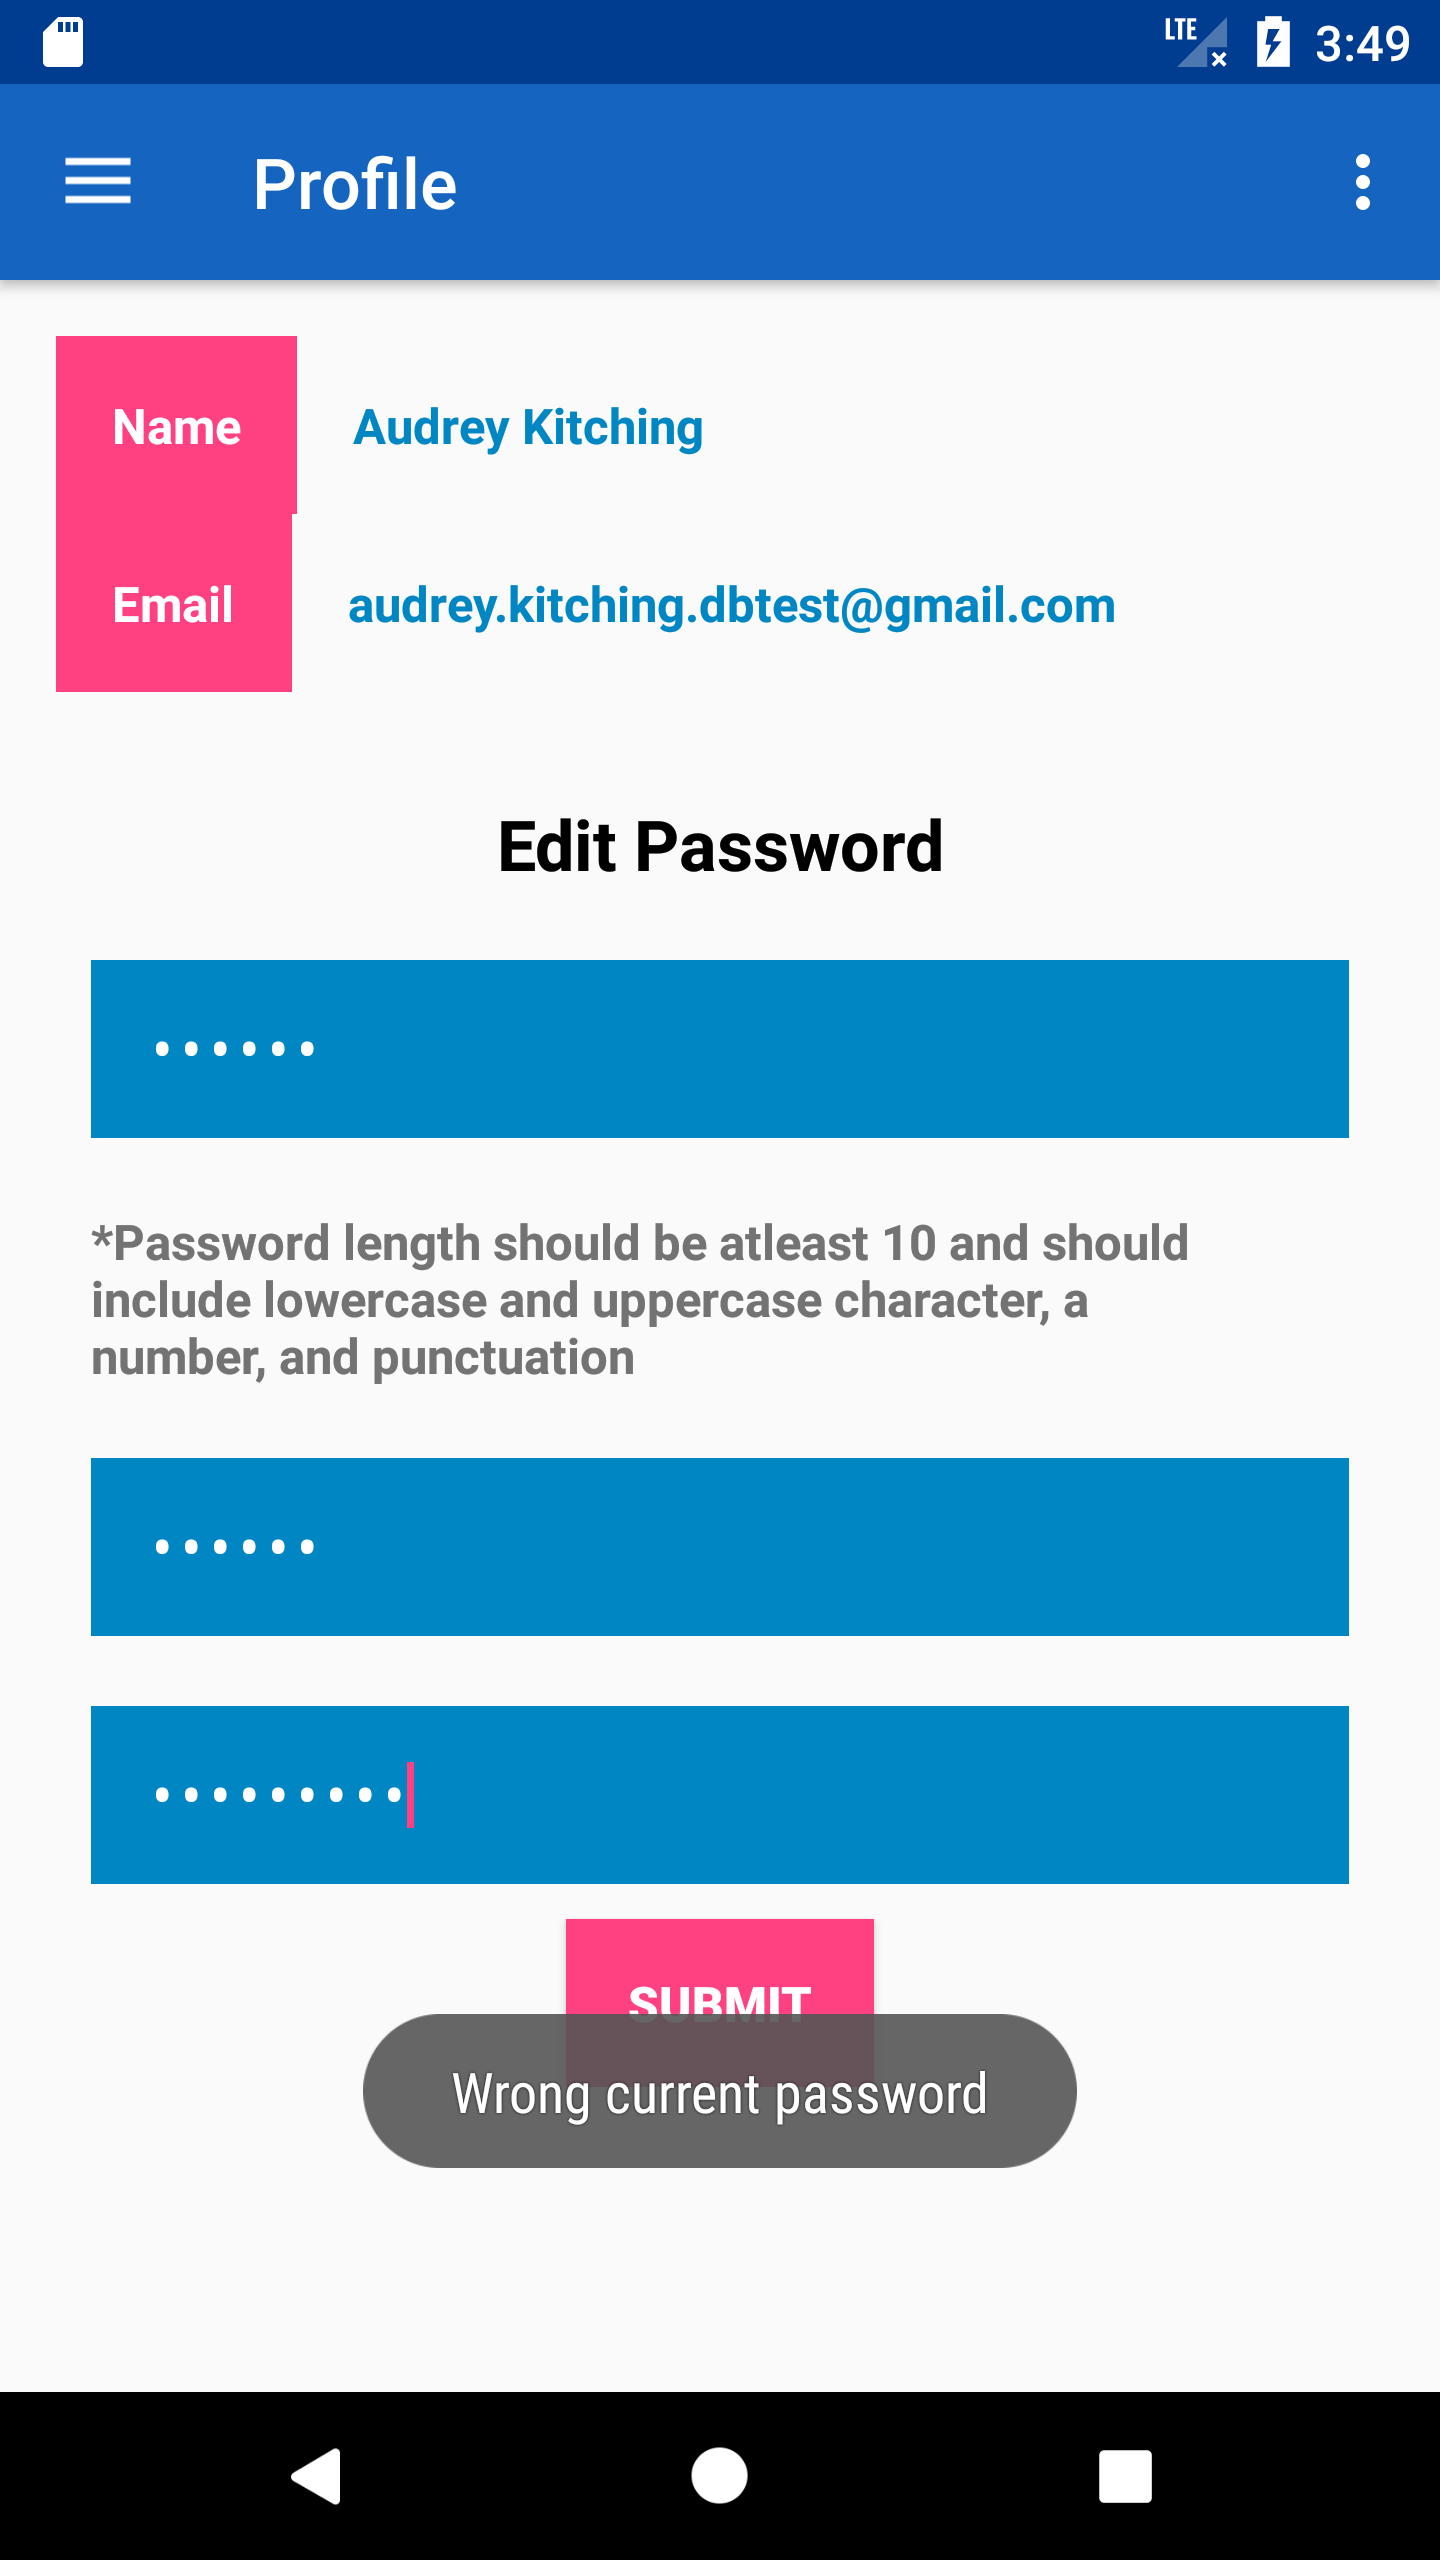 LTE 3:49
Profile
Name Audrey Kitching
Email audrey.kitching.dbtest@gmail.com
Edit Password
••••••
*Password length should be atleast 10 and should
include lowercase and uppercase character, a
number, and punctuation
••••••
•••••••••
SUBMIT
Wrong current password